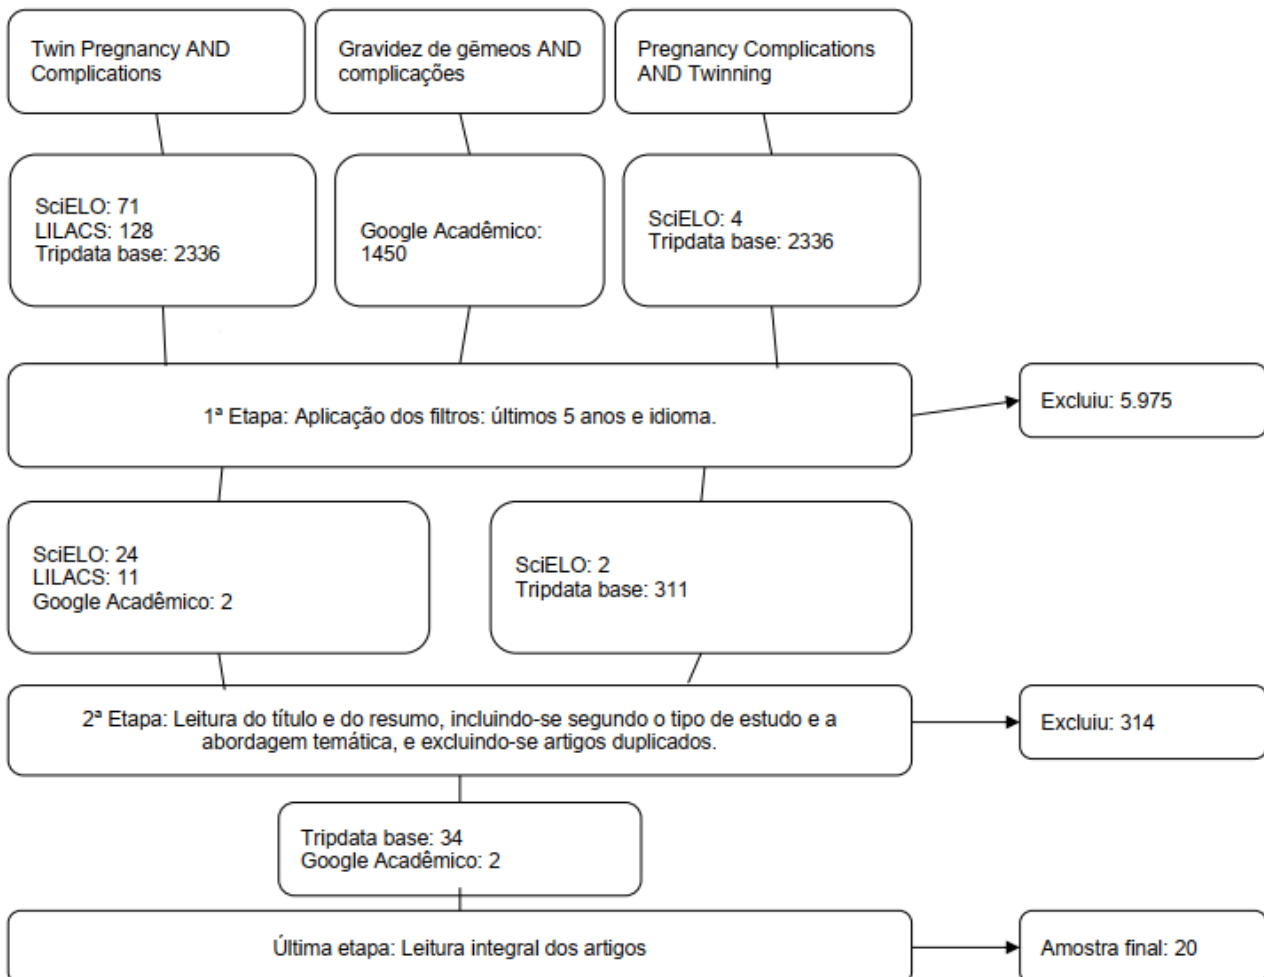 Twin Pregnancy AND
Complications
Gravidez de gêmeos AND
complicações
Pregnancy Complications
AND Twinning
SciELO: 71
LILACS: 128
Tripdata base: 2336
Google Acadêmico:
1450
SciELO: 4
Tripdata base: 2336
1ª Etapa: Aplicação dos filtros: últimos 5 anos e idioma.
Excluiu: 5.975
SciELO: 24
LILACS: 11
Google Acadêmico: 2
SciELO: 2
Tripdata base: 311
2ª Etapa: Leitura do título e do resumo, incluindo-se segundo o tipo de estudo e a
abordagem temática, e excluindo-se artigos duplicados.
Excluiu: 314
Tripdata base: 34
Google Acadêmico: 2
Última etapa: Leitura integral dos artigos
Amostra final: 20